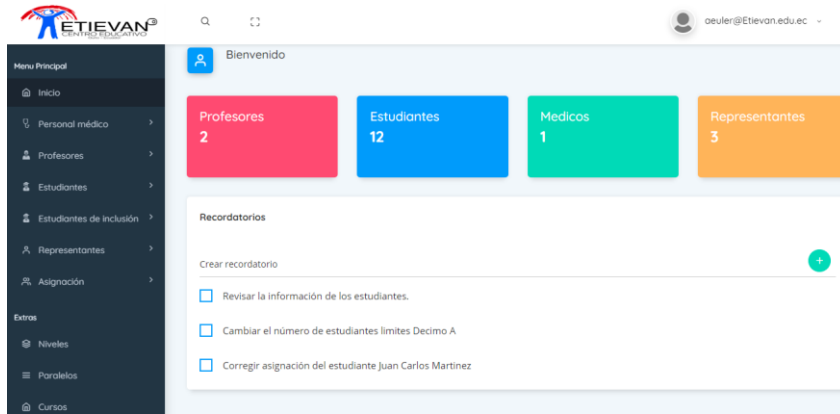 ETIEVAN
CENTRO EDUCATIVO
aeuler@Etievan.edu.ec
Menu Principal
Inicio
Personal médico
Profesores
Estudiantes
Estudiantes de inclusión
Representantes
Asignación
Extras
Niveles
Paralelos
Cursos
Bienvenido
Profesores
2
Estudiantes
12
Medicos
1
Representantes
3
Recordatorios
Crear recordatorio
Revisar la información de los estudiantes.
Cambiar el número de estudiantes limites Decimo A
Corregir asignación del estudiante Juan Carlos Martinez